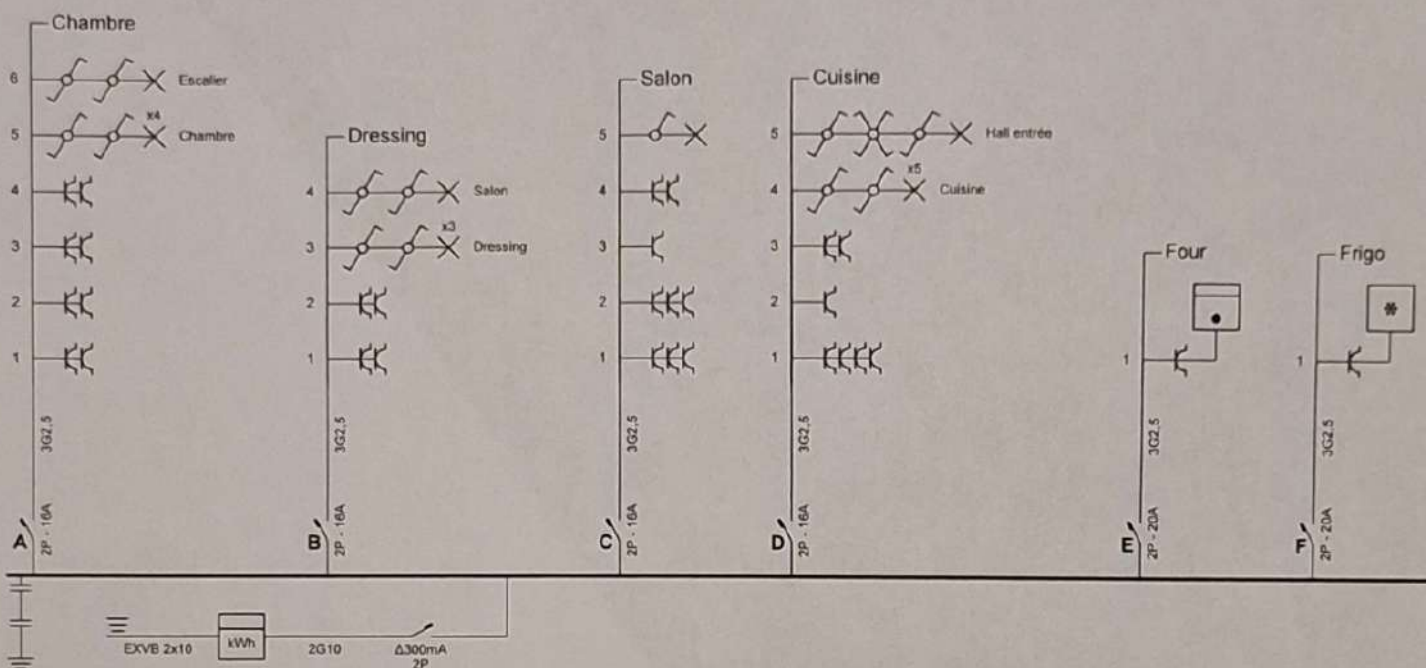 Chambre
6 Escalier
x4
5 Chambre
4
3
2
1
3G2,5
2P - 16A
A
Dressing
4 Salon
x3
3 Dressing
2
1
3G2,5
2P - 16A
B
Salon
5
4
3
2
1
3G2,5
2P - 16A
C
Cuisine
5 Hall entrée
x5
4 Cuisine
3
2
1
3G2,5
2P - 16A
D
Four
1
3G2,5
2P - 20A
E
Frigo
*
1
3G2,5
2P - 20A
F
EXVB 2x10 kWh 2G10 Δ300mA
2P